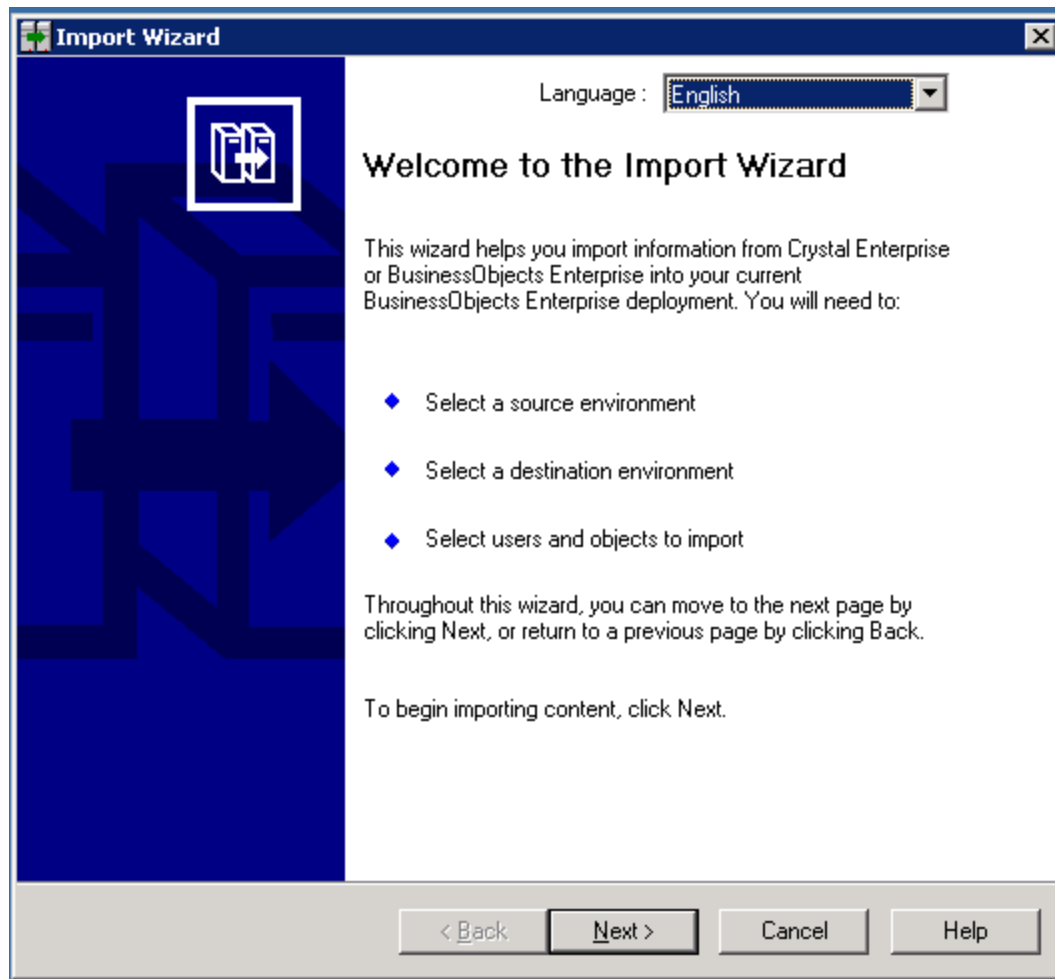 Import Wizard
Language : English
Welcome to the Import Wizard
This wizard helps you import information from Crystal Enterprise
or BusinessObjects Enterprise into your current
BusinessObjects Enterprise deployment. You will need to:
Select a source environment
Select a destination environment
Select users and objects to import
Throughout this wizard, you can move to the next page by
clicking Next, or return to a previous page by clicking Back.
To begin importing content, click Next.
< Back Next > Cancel Help